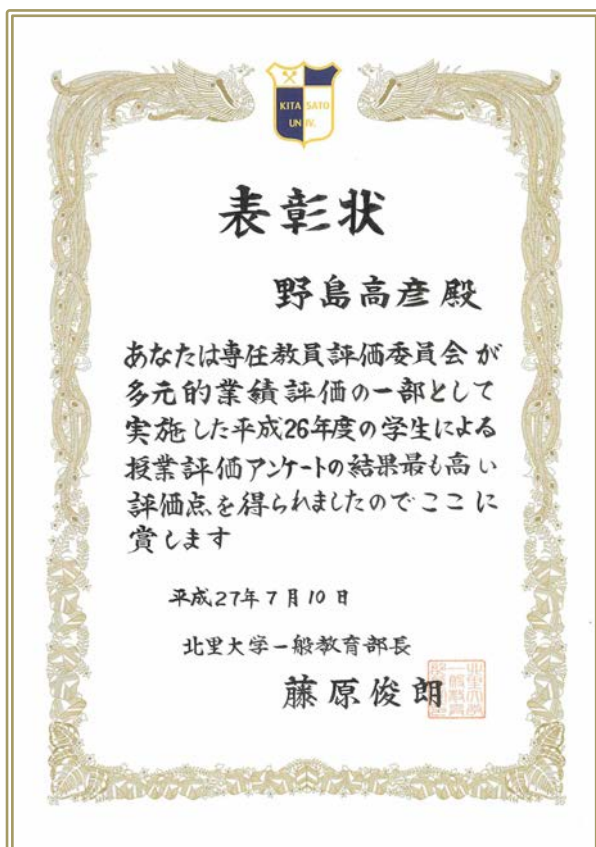 KITA SATO
UNIV.
表彰状
野島高彦殿
あなたは専任教員評価委員会が
多元的業績評価の一部として
実施した平成26年度の学生による
授業評価アンケートの結果最も高い
評価点を得られましたのでここに
賞します
平成27年7月10日
北里大学一般教育部長
藤原俊朗